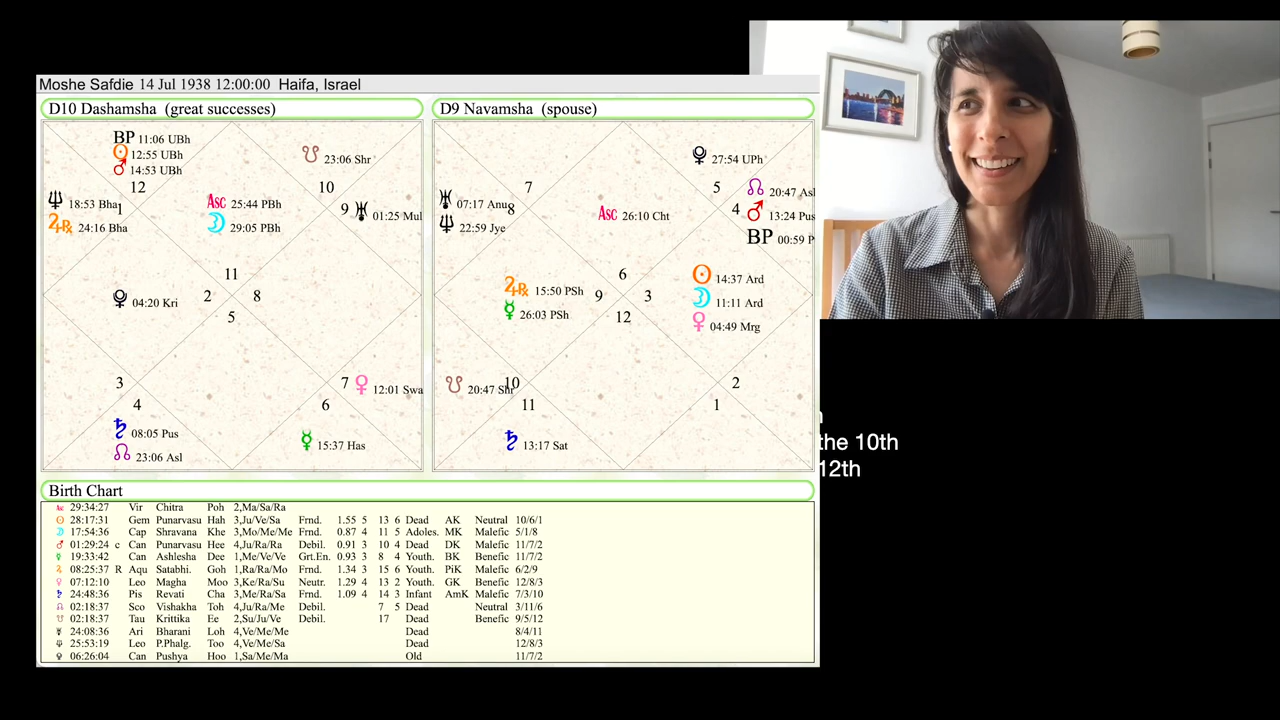 Moshe Safdie 14 Jul 1938 12:00:00 Haifa, Israel
D10 Dashamsha (great successes)
D9 Navamsha (spouse)
BP 11:06 UBh
12:55 UBh
14:53 UBh
12
18:53 Bha
1
24:16 Bha
Asc 25:44 PBh
29:05 PBh
23:06 Shr
10
9
01:25 Mul
11
04:20 Kri
2
8
5
3
4
08:05 Pus
23:06 Asl
7
12:01 Swa
6
15:37 Has
07:17 Anu
8
22:59 Jye
7
Asc 26:10 Cht
27:54 UPh
5
20:47 Asl
4
13:24 Pus
BP 00:59 P
6
14:37 Ard
11:11 Ard
04:49 Mrg
15:50 PSh
26:03 PSh
9
3
12
20:47 Shr
10
11
13:17 Sat
2
1
Birth Chart
Asc 29:34:27 Vir Chitra Poh 2,Ma/Sa/Ra
28:17:31 Gem Punarvasu Hah 3,Ju/Ve/Sa Frnd. 1.55 5 13 6 Dead AK Neutral 10/6/1
17:54:36 Cap Shravana Khe 3,Mo/Me/Me Frnd. 0.87 4 11 5 Adoles. MK Malefic 5/1/8
01:29:24 c Can Punarvasu Hee 4,Ju/Ra/Ra Debil. 0.91 3 10 4 Dead DK Malefic 11/7/2
19:33:42 Can Ashlesha Dee 1,Me/Ve/Ve Grt.En. 0.93 3 8 4 Youth. BK Benefic 11/7/2
08:25:37 R Aqu Satabhi. Goh 1,Ra/Ra/Mo Frnd. 1.34 3 15 6 Youth. PiK Malefic 6/2/9
07:12:10 Leo Magha Moo 3,Ke/Ra/Su Neutr. 1.29 4 13 2 Youth. GK Benefic 12/8/3
24:48:36 Pis Revati Cha 3,Me/Ra/Sa Frnd. 1.09 4 14 3 Infant AmK Malefic 7/3/10
02:18:37 Sco Vishakha Toh 4,Ju/Ra/Me Debil. 7 5 Dead Neutral 3/11/6
02:18:37 Tau Krittika Ee 2,Su/Ju/Ve Debil. 17 Dead Benefic 9/5/12
24:08:36 Ari Bharani Loh 4,Ve/Me/Me Dead 8/4/11
25:53:19 Leo P.Phalg. Too 4,Ve/Me/Sa Dead 12/8/3
06:26:04 Can Pushya Hoo 1,Sa/Me/Ma Old 11/7/2
the 10th
12th